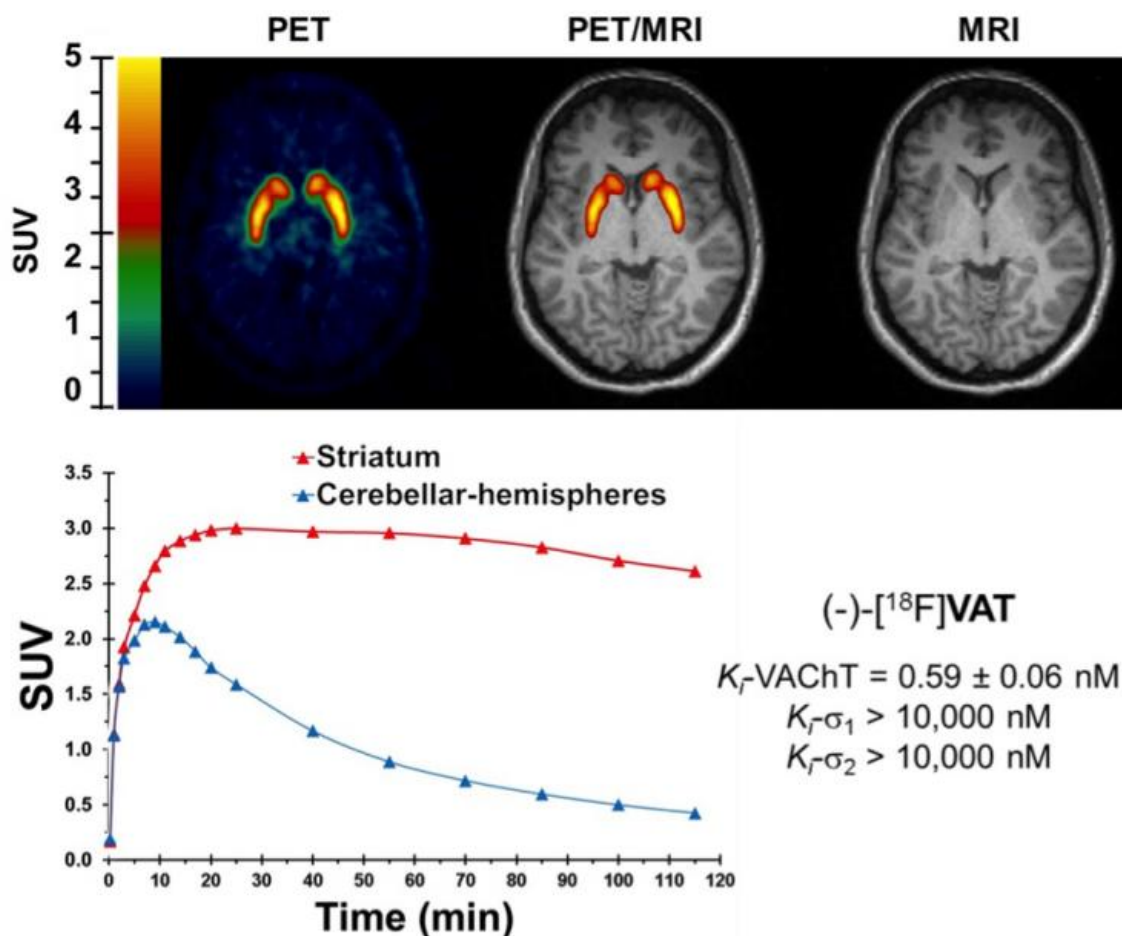 PET PET/MRI MRI
5
4
3
2
1
0
SUV
Striatum
Cerebellar-hemispheres
3.5
3.0
2.5
2.0
1.5
1.0
0.5
0.0
SUV
0 10 20 30 40 50 60 70 80 90 100 110 120
Time (min)
(-)-[¹⁸F]VAT
Kᵢ-VAChT = 0.59 ± 0.06 nM
Kᵢ-σ₁ > 10,000 nM
Kᵢ-σ₂ > 10,000 nM